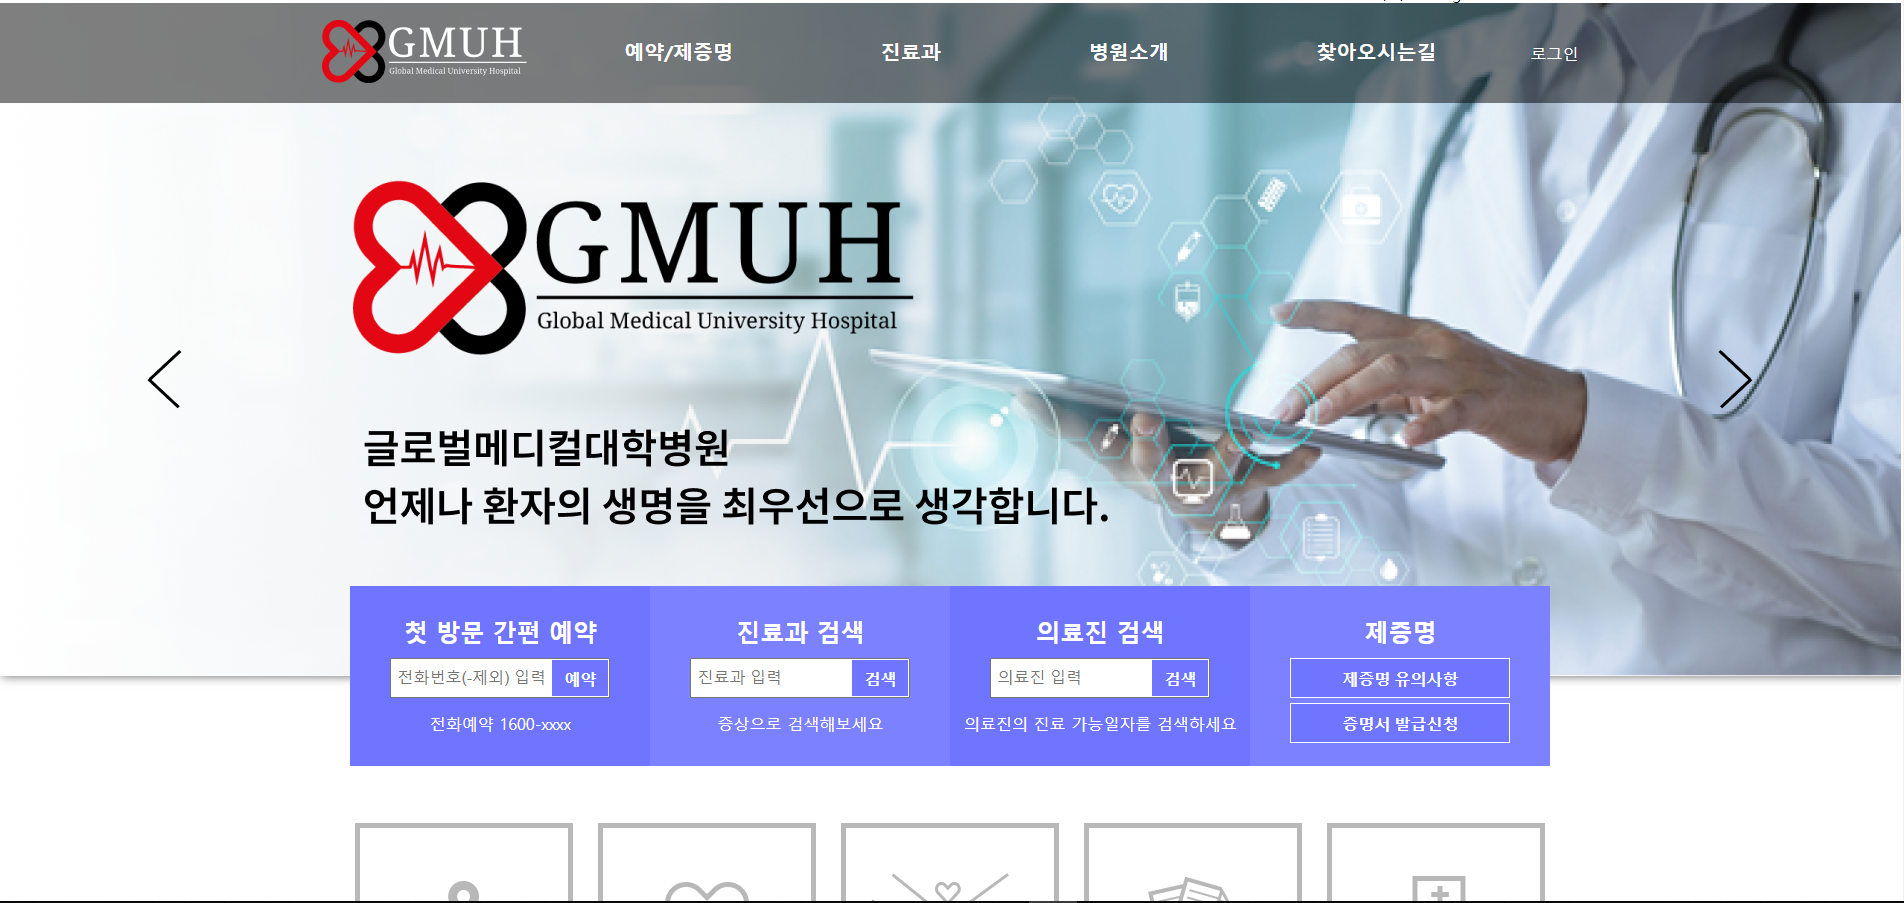 GMUH
Global Medical University Hospital
예약/제증명
진료과
병원소개
찾아오시는길
로그인
GMUH
Global Medical University Hospital
글로벌메디컬대학병원
언제나 환자의 생명을 최우선으로 생각합니다.
첫 방문 간편 예약
전화번호(-제외) 입력
예약
전화예약 1600-xxxx
진료과 검색
진료과 입력
검색
증상으로 검색해보세요
의료진 검색
의료진 입력
검색
의료진의 진료 가능일자를 검색하세요
제증명
제증명 유의사항
증명서 발급신청